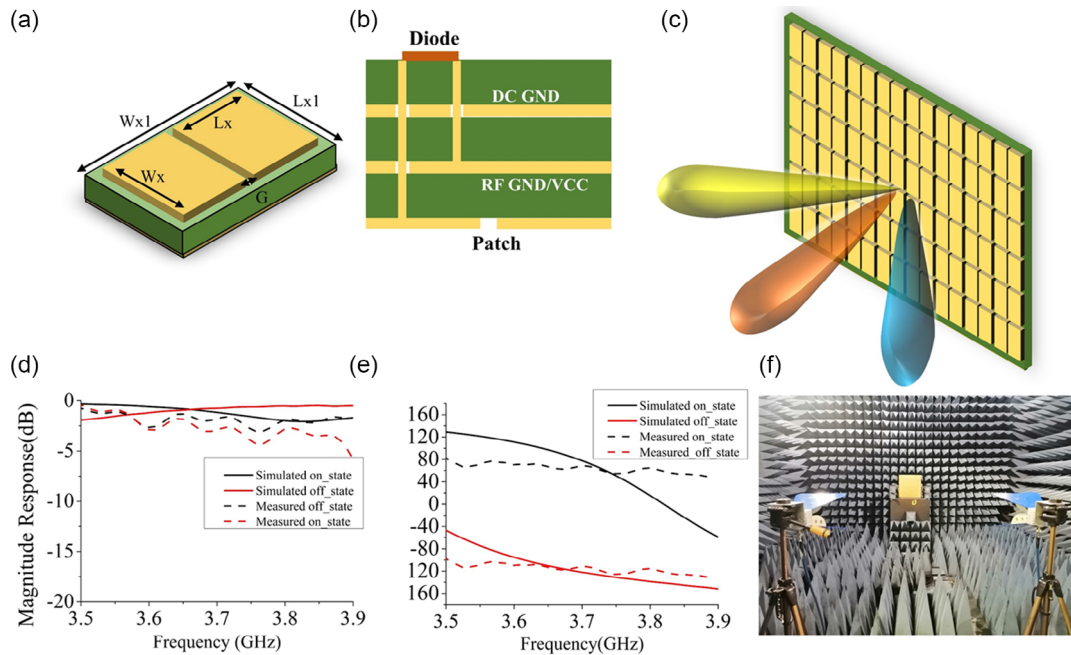 (a)
Wx1
Lx
Lx1
Wx
G
(b)
Diode
DC GND
RF GND/VCC
Patch
(c)
(d)
Magnitude Response(dB)
0
-5
-10
-15
-20
Simulated on_state
Simulated off_state
Measured off_state
Measured on_state
3.5 3.6 3.7 3.8 3.9
Frequency (GHz)
(e)
160
120
80
40
0
-40
-80
-120
160
Simulated on_state
Simulated off_state
Measured on_state
Measured_off_state
3.5 3.6 3.7 3.8 3.9
Frequency(GHz)
(f)